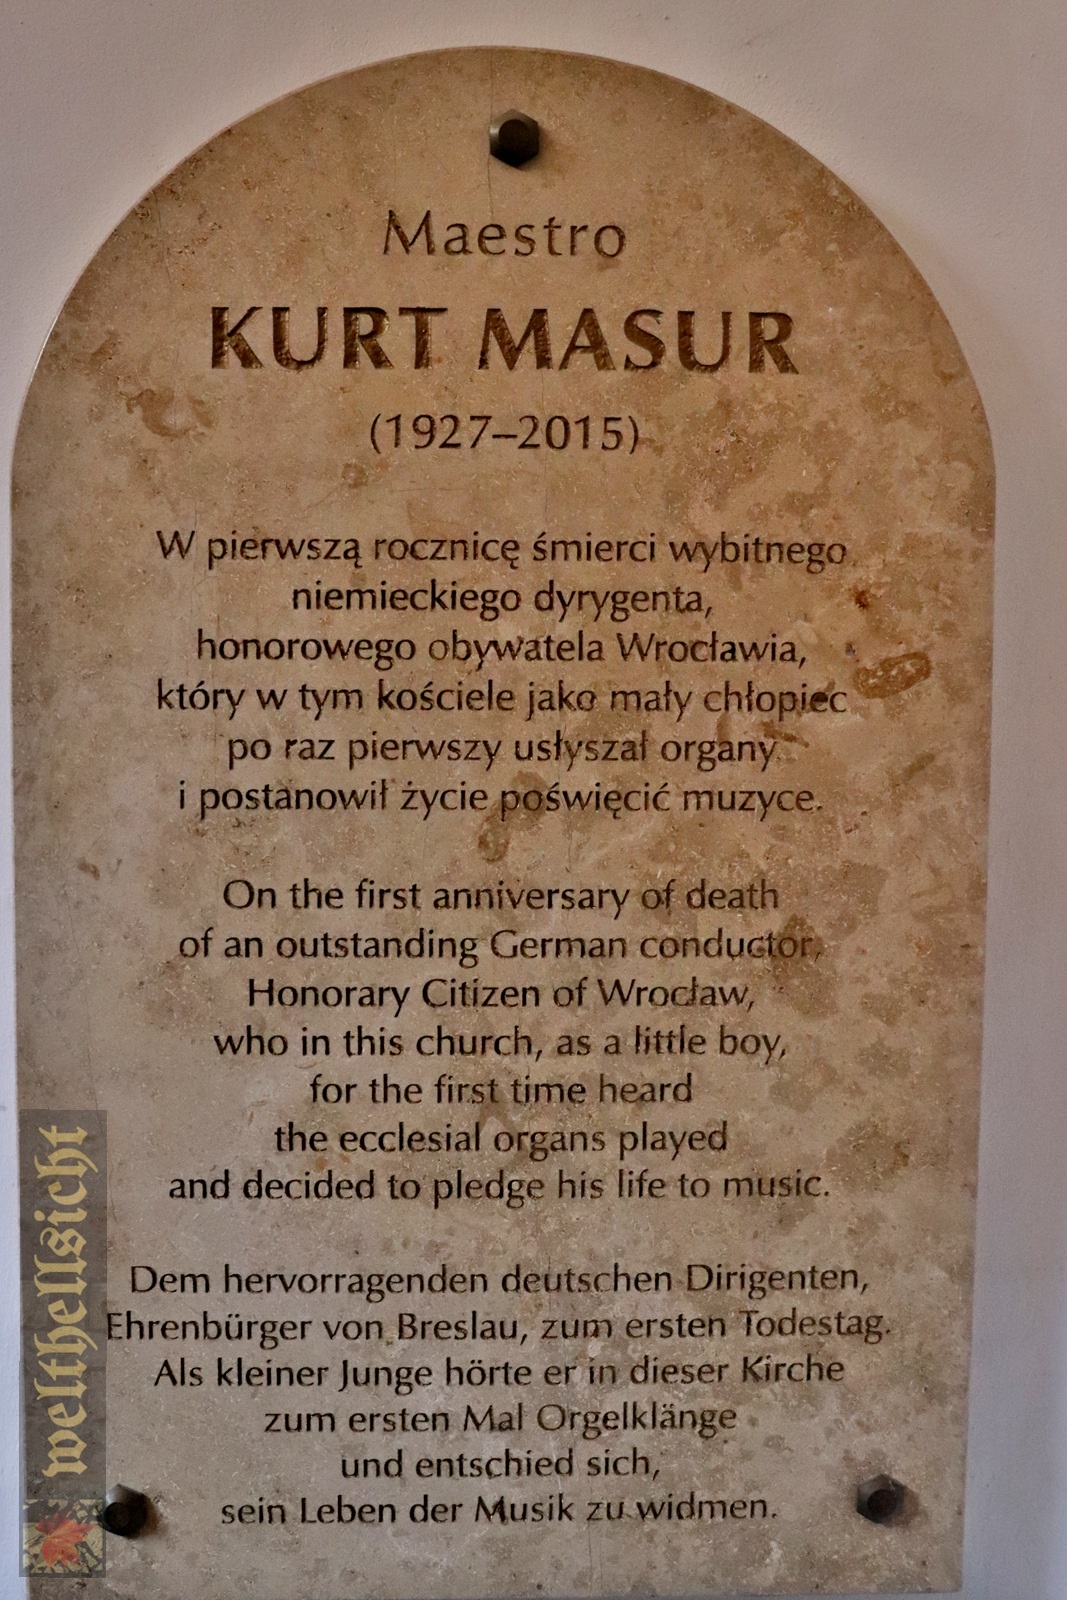 Maestro
KURT MASUR
(1927–2015)
W pierwszą rocznicę śmierci wybitnego
niemieckiego dyrygenta,
honorowego obywatela Wrocławia,
który w tym kościele jako mały chłopiec
po raz pierwszy usłyszał organy
i postanowił życie poświęcić muzyce.
On the first anniversary of death
of an outstanding German conductor,
Honorary Citizen of Wrocław,
who in this church, as a little boy,
for the first time heard
the ecclesial organs played
and decided to pledge his life to music.
Dem hervorragenden deutschen Dirigenten,
Ehrenbürger von Breslau, zum ersten Todestag.
Als kleiner Junge hörte er in dieser Kirche
zum ersten Mal Orgelklänge
und entschied sich,
sein Leben der Musik zu widmen.
welthellsicht